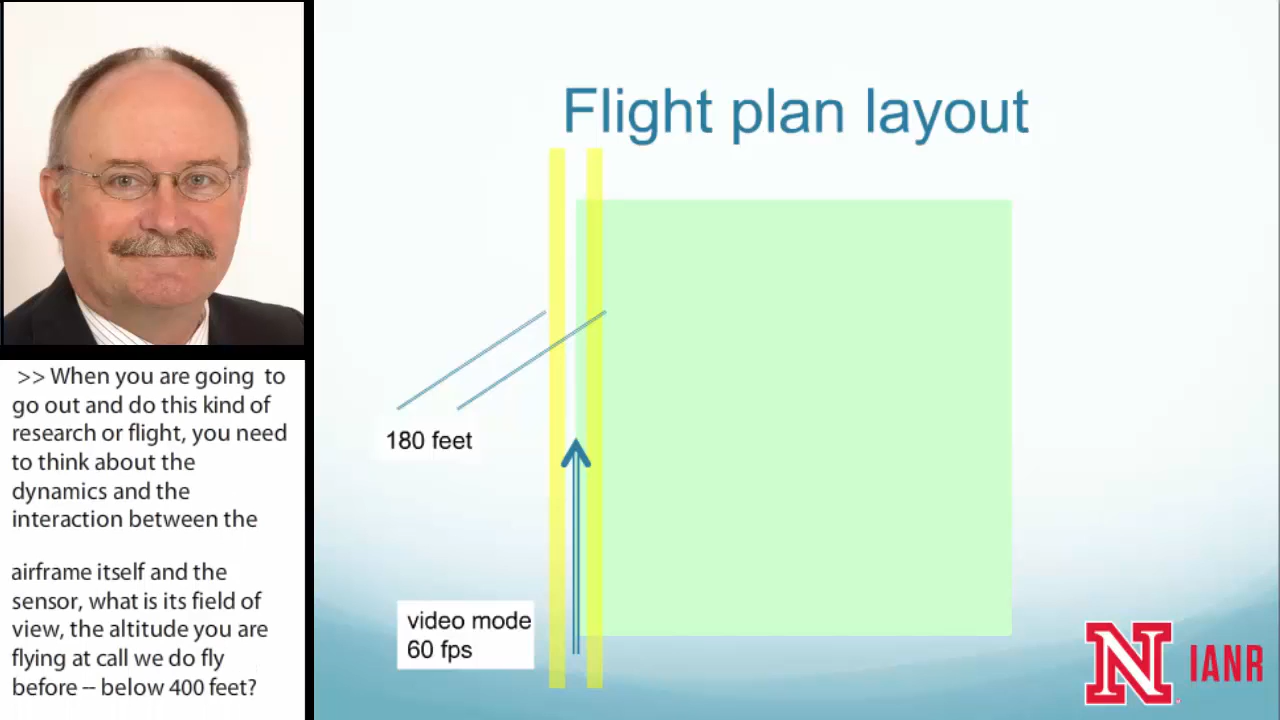 Flight plan layout
180 feet
video mode
60 fps
>> When you are going to
go out and do this kind of
research or flight, you need
to think about the
dynamics and the
interaction between the
airframe itself and the
sensor, what is its field of
view, the altitude you are
flying at call we do fly
before -- below 400 feet?
N IANR